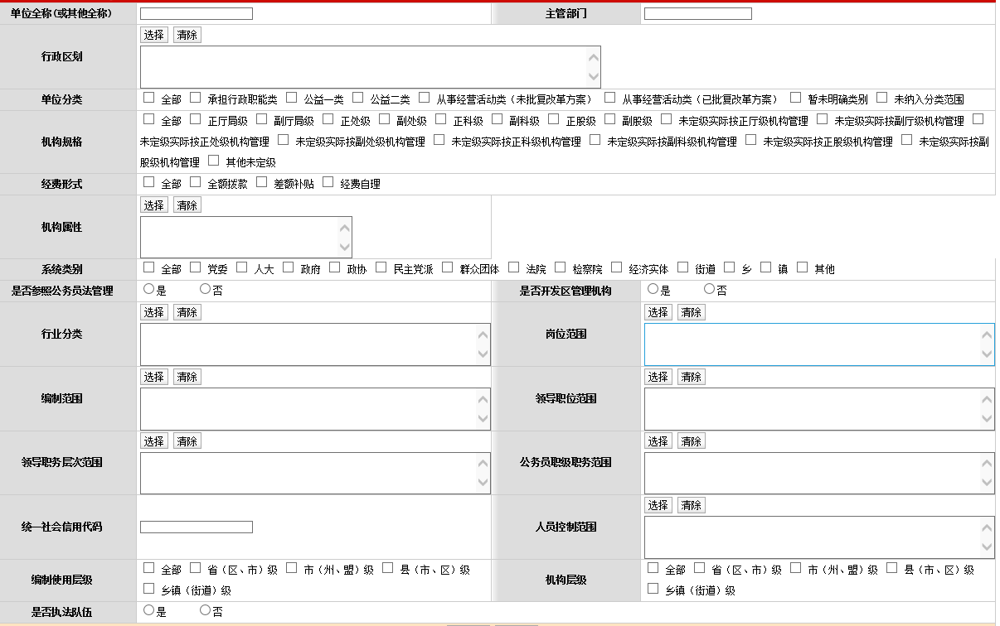 单位全称(或其他全称) 主管部门
选择 清除
行政区划
单位分类 全部 承担行政职能类 公益一类 公益二类 从事经营活动类（未批复改革方案） 从事经营活动类（已批复改革方案） 暂未明确类别 未纳入分类范围
全部 正厅局级 副厅局级 正处级 副处级 正科级 副科级 正股级 副股级 未定级实际按正厅级机构管理 未定级实际按副厅级机构管理
机构规格 未定级实际按正处级机构管理 未定级实际按副处级机构管理 未定级实际按正科级机构管理 未定级实际按副科级机构管理 未定级实际按正股级机构管理 未定级实际按副
股级机构管理 其他未定级
经费形式 全部 全额拨款 差额补贴 经费自理
选择 清除
机构属性
系统类别 全部 党委 人大 政府 政协 民主党派 群众团体 法院 检察院 经济实体 街道 乡 镇 其他
是否参照公务员法管理 是 否 是否开发区管理机构 是 否
选择 清除 选择 清除
行业分类 岗位范围
选择 清除 选择 清除
编制范围 领导职位范围
选择 清除 选择 清除
领导职务层次范围 公务员职级职务范围
选择 清除
统一社会信用代码 人员控制范围
全部 省（区、市）级 市（州、盟）级 县（市、区）级 全部 省（区、市）级 市（州、盟）级 县（市、区）级
编制使用层级 机构层级
乡镇（街道）级 乡镇（街道）级
是否执法队伍 是 否